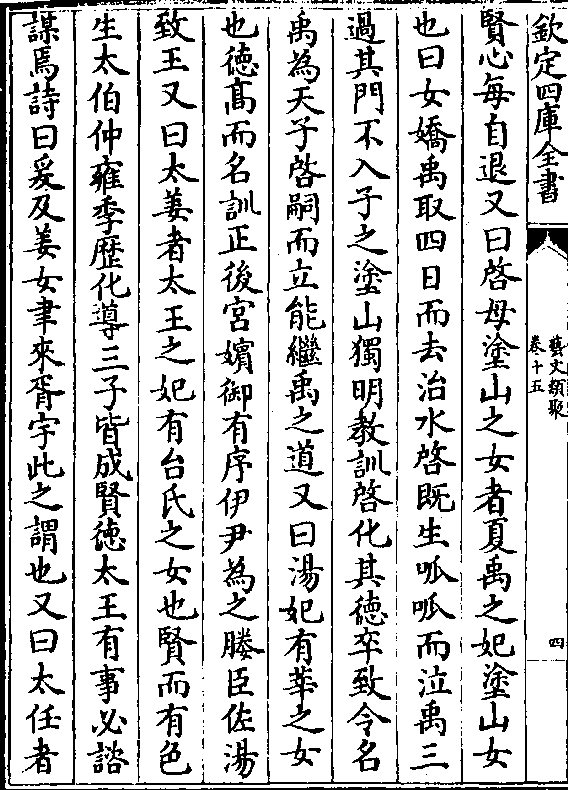 欽定四庫全書
藝文類聚
卷十五
四
賢心每自退又曰啓母塗山之女者夏禹之妃塗山女
也曰女嬌禹取四日而去治水啓既生呱呱而泣禹三
過其門不入子之塗山獨明教訓啓化其德卒致令名
禹為天子啓嗣而立能繼禹之道又曰湯妃有莘之女
也德髙而名訓正後宮嬪御有序伊尹為之媵臣佐湯
致王又曰太姜者太王之妃有台氏之女也賢而有色
生太伯仲雍季歴化導三子皆成賢德太王有事必諮
謀焉詩曰爰及姜女聿來胥宇此之謂也又曰太任者